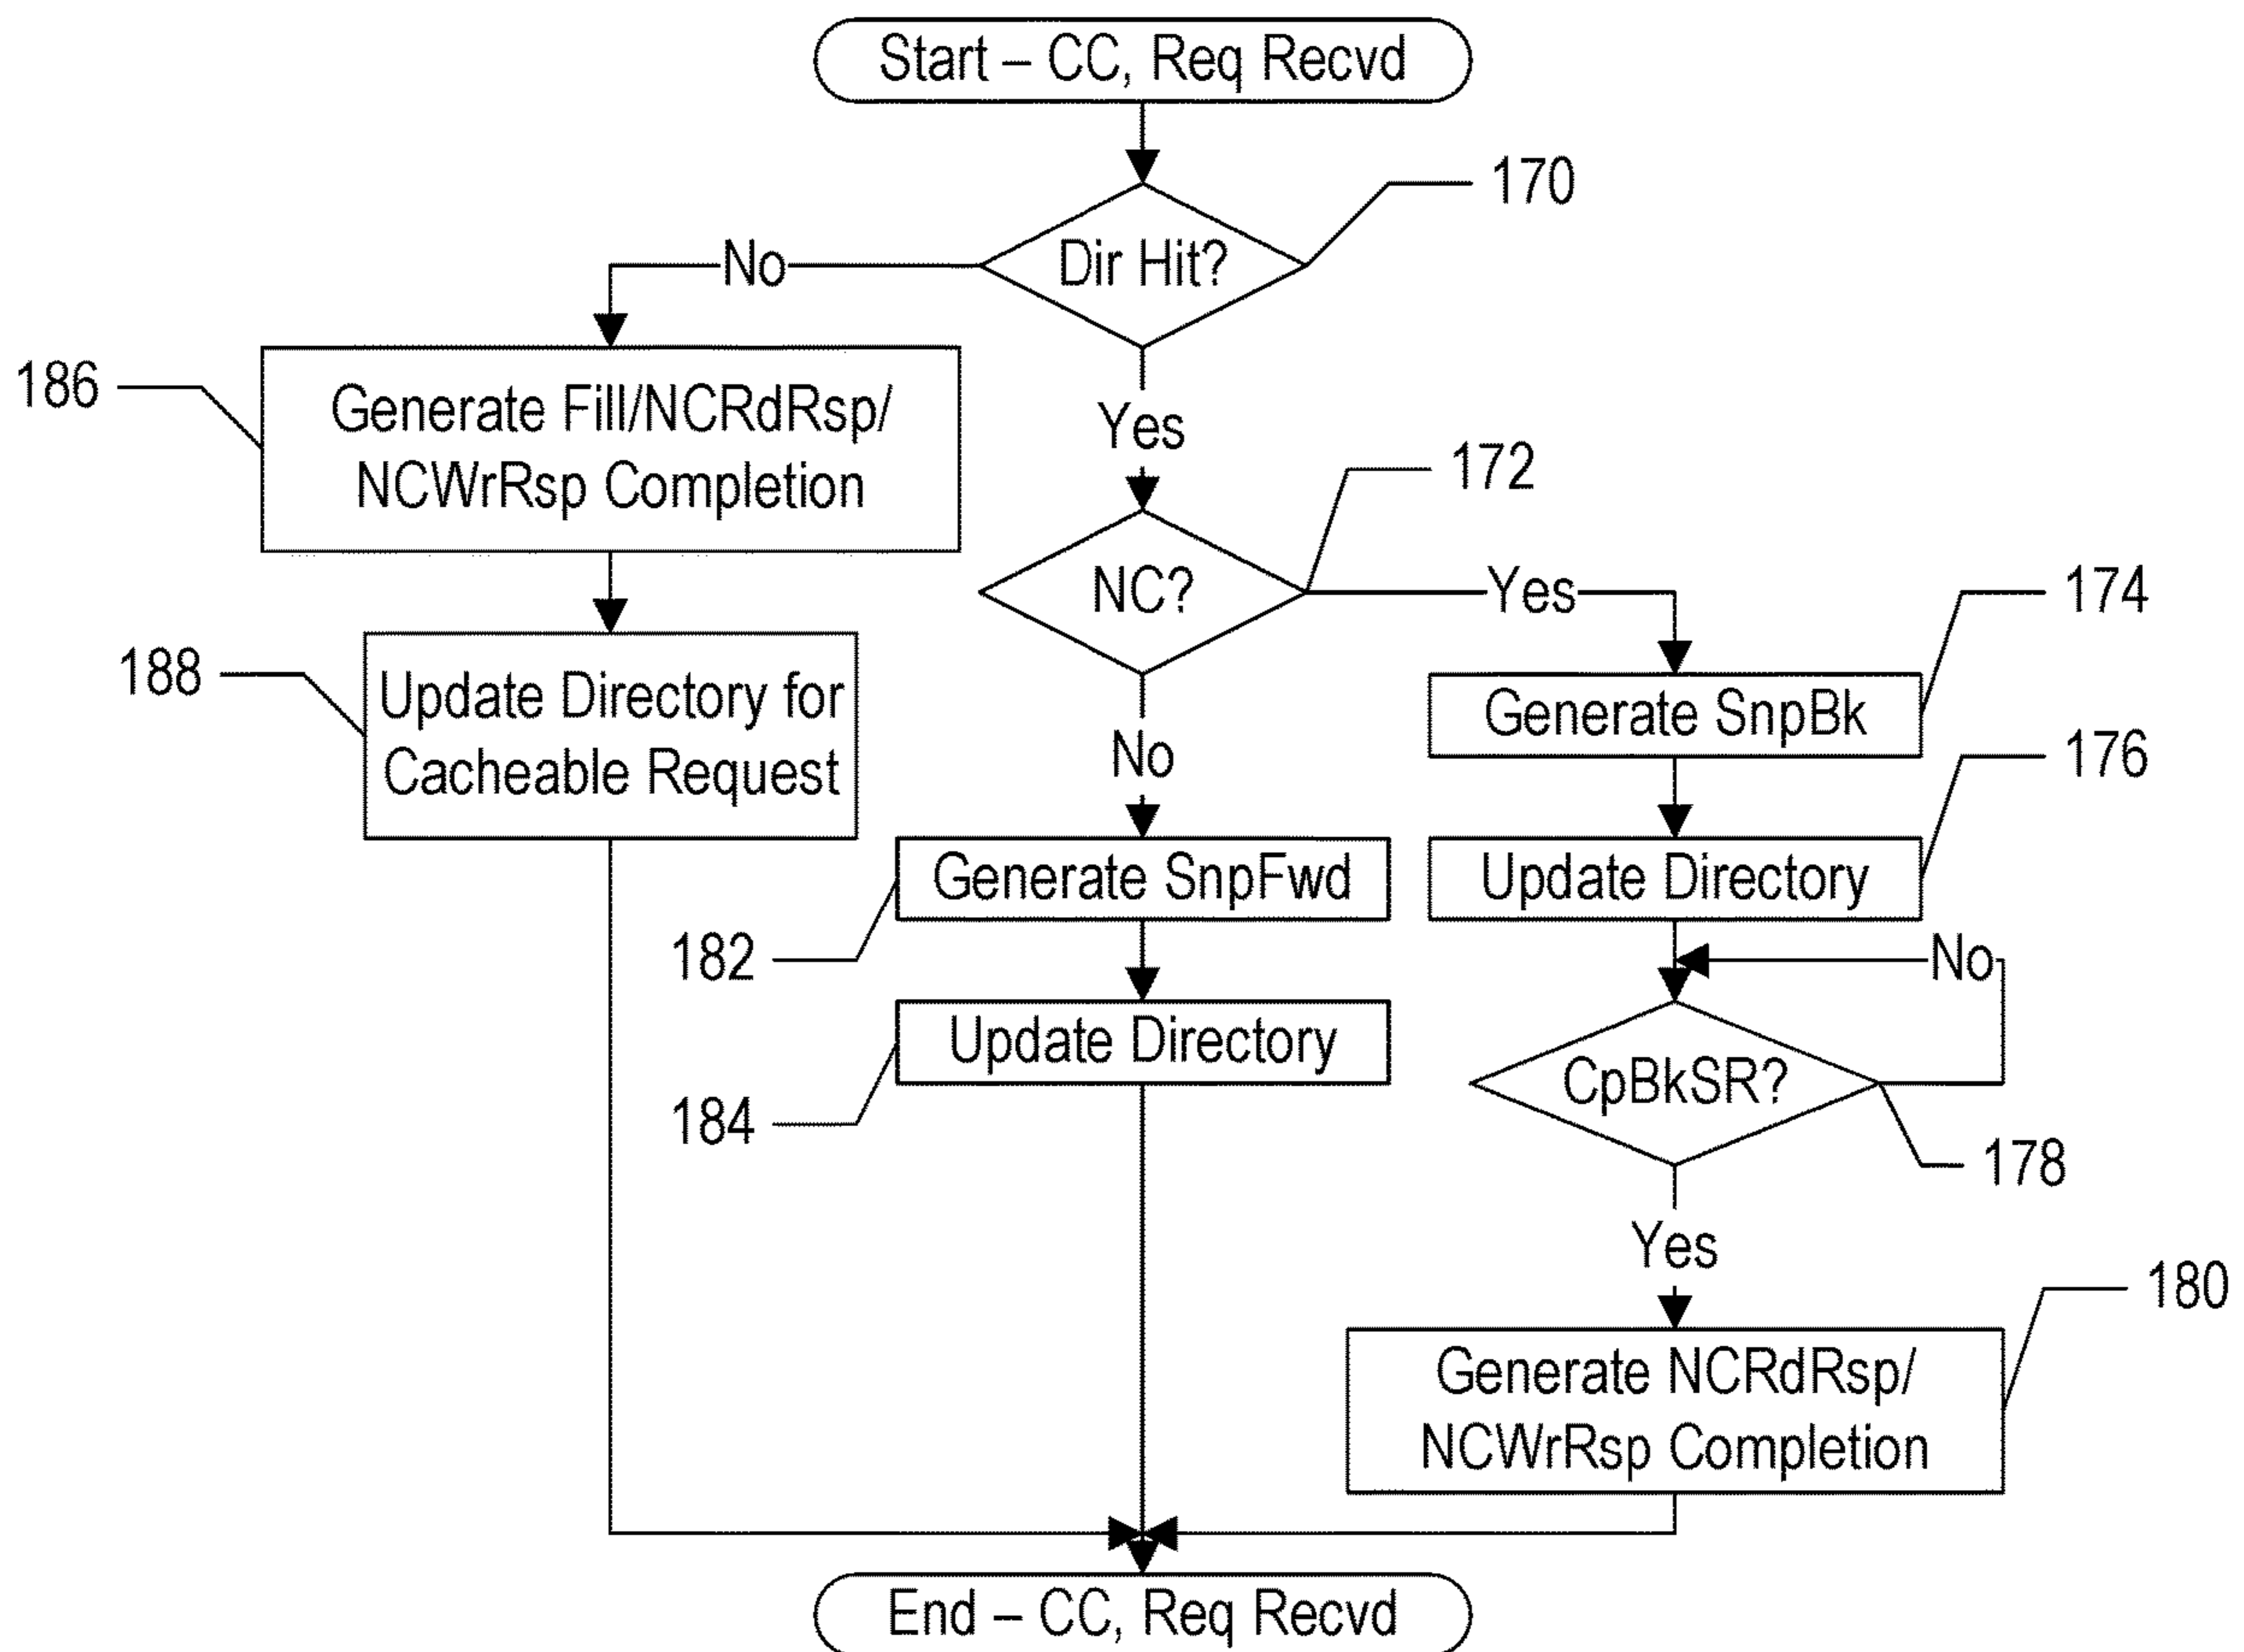 Start – CC, Req Recvd
170
Dir Hit?
No
186
Generate Fill/NCRdRsp/
NCWrRsp Completion
Yes
172
NC?
Yes
174
188
Update Directory for
Cacheable Request
Generate SnpBk
No
176
Generate SnpFwd
Update Directory
182
No
Update Directory
CpBkSR?
184
178
Yes
180
Generate NCRdRsp/
NCWrRsp Completion
End – CC, Req Recvd